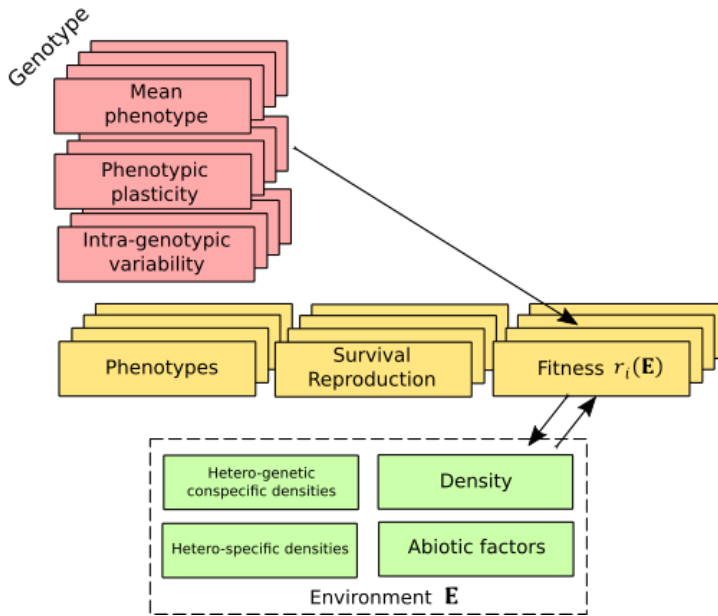 Genotype
Mean
phenotype
Phenotypic
plasticity
Intra-genotypic
variability
Phenotypes
Survival
Reproduction
Fitness r_i(E)
Hetero-genetic
conspecific densities
Density
Hetero-specific densities
Abiotic factors
Environment E